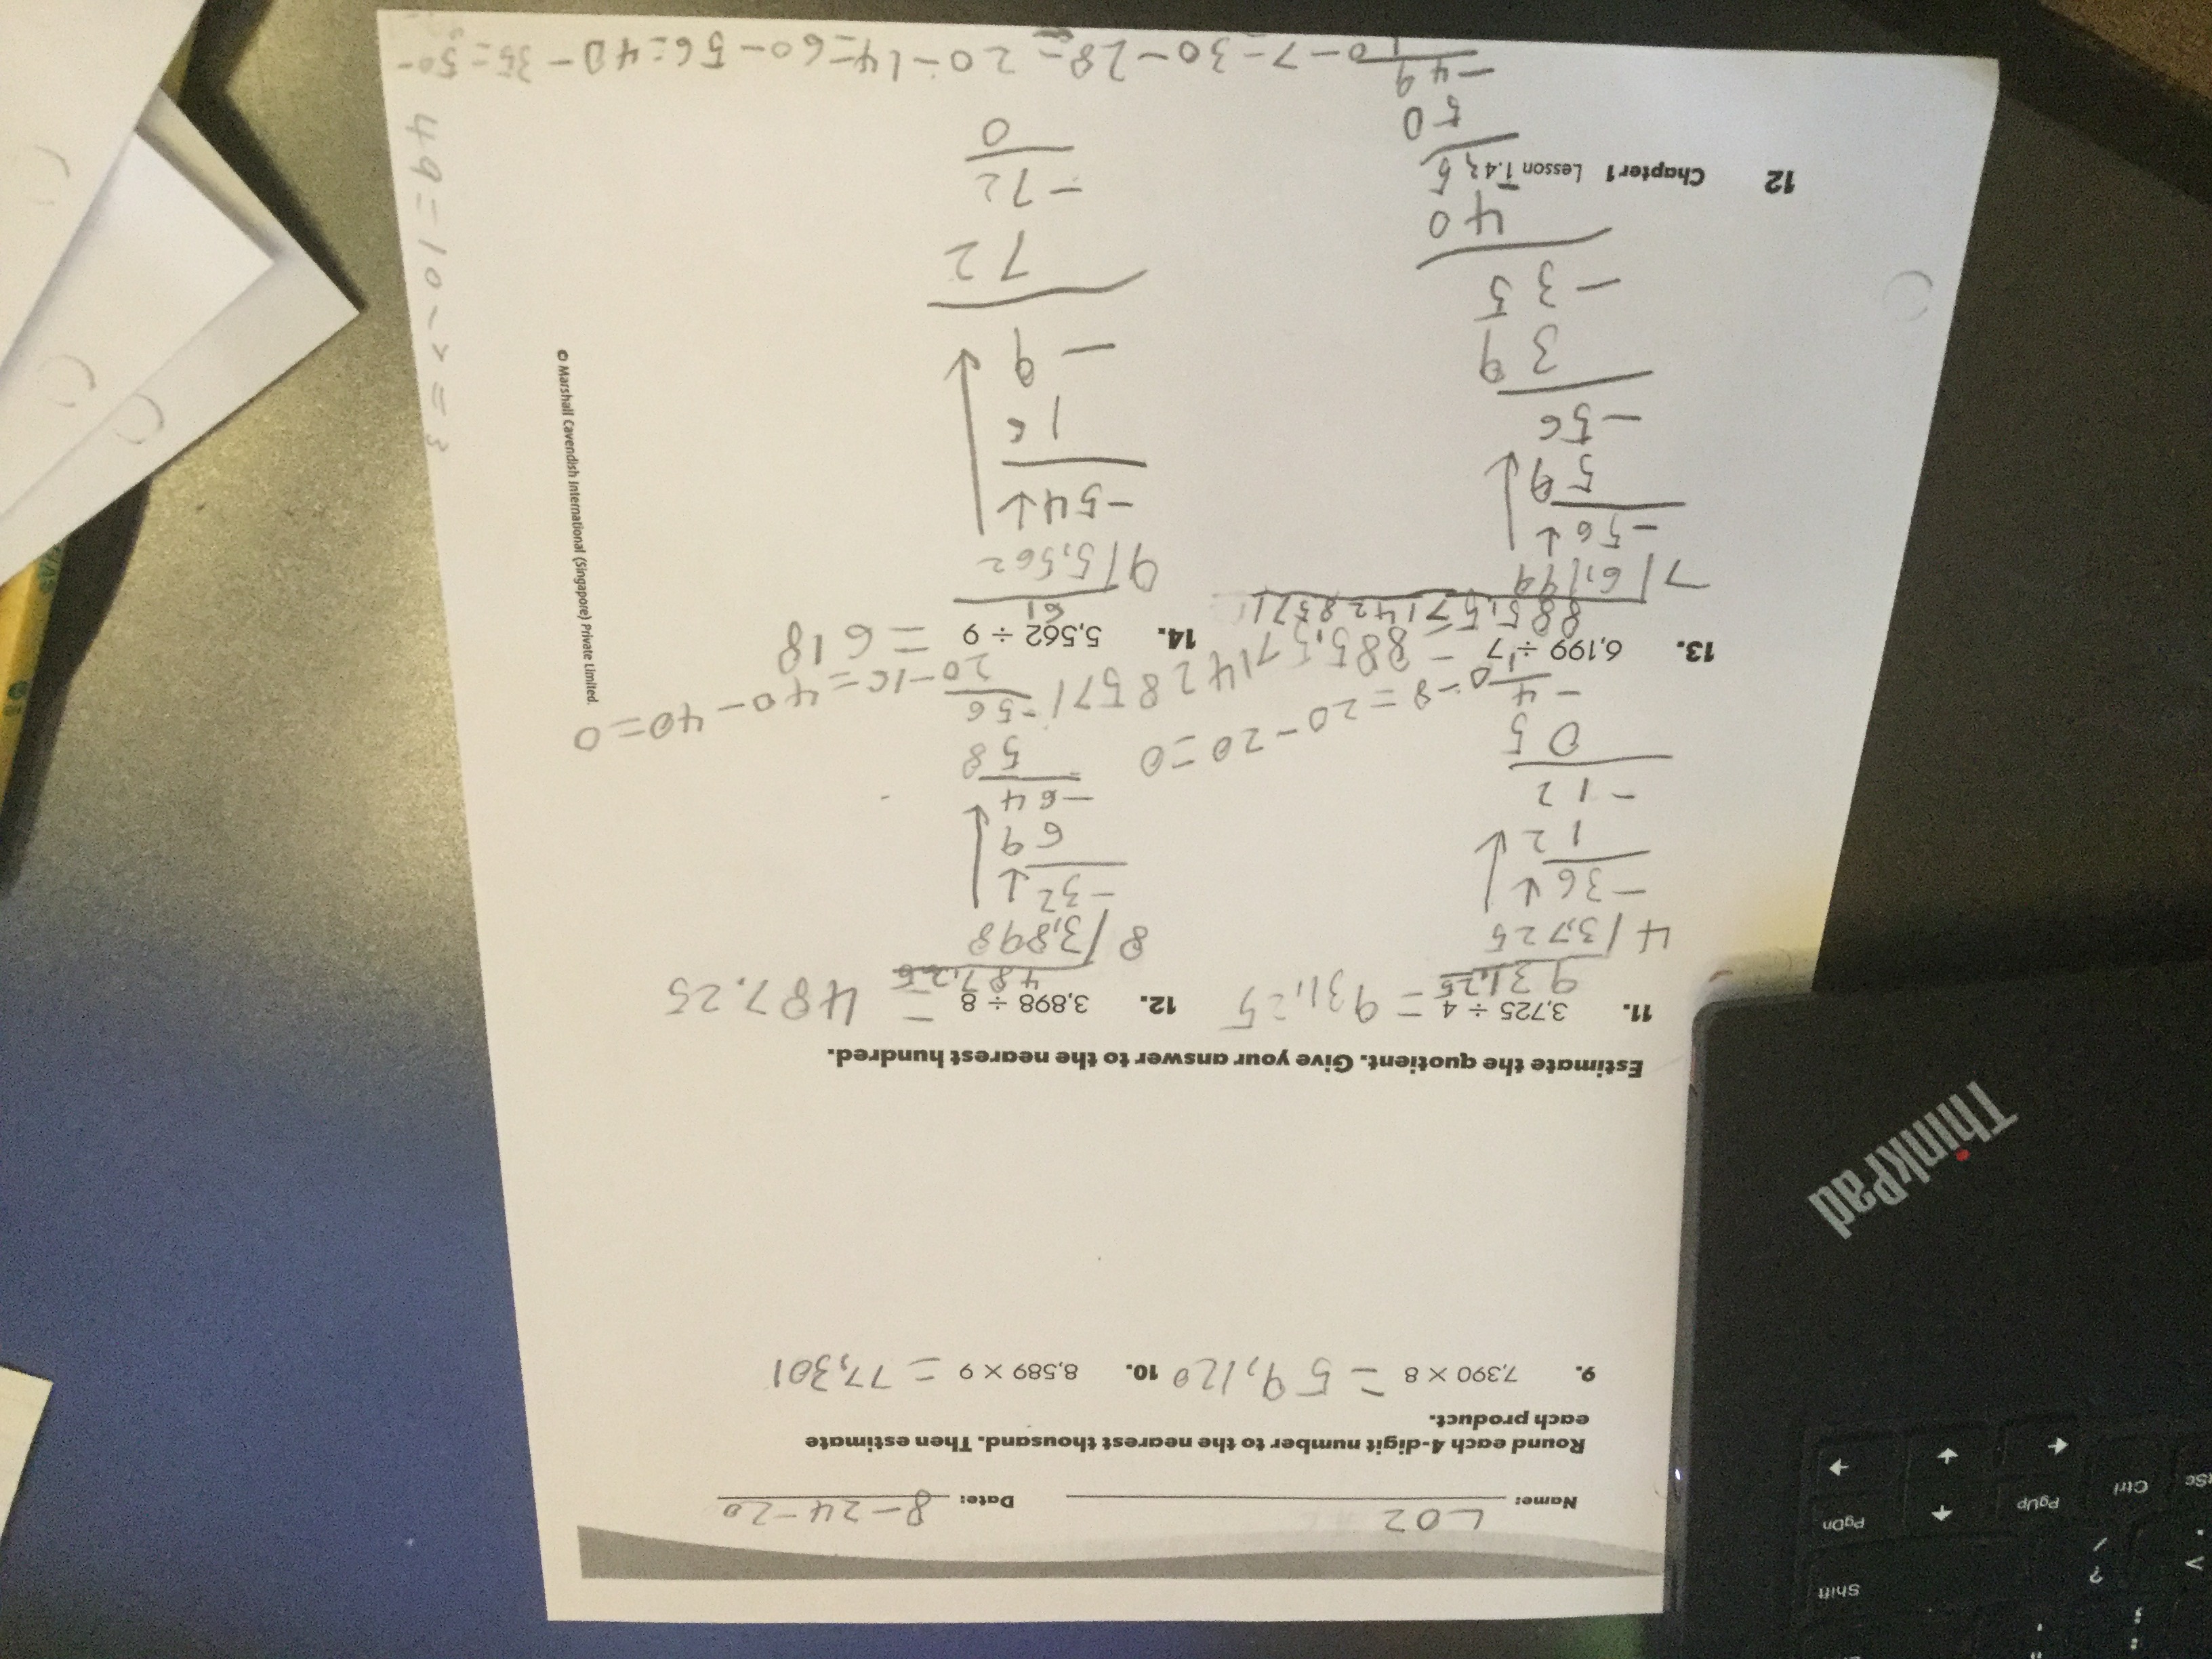 ;
"
Shift
>
.
?
/
tSc
Ctrl
PgUp
PgDn
ThinkPad
Name: LOZ
Date: 8-24-20
Round each 4-digit number to the nearest thousand. Then estimate
each product.
9. 7,390 × 8 = 59,120
10. 8,589 × 9 = 77,301
Estimate the quotient. Give your answer to the nearest hundred.
11. 3,725 ÷ 4 = 931.25
931.25
4 3,725
-36
12
-12
05
-4
10-8=20-20=0
12. 3,898 ÷ 8 = 487.25
487.25
8 3,898
-32
69
-64
58
-56
20-16=40-40=0
13. 6,199 ÷ 7 = 885.571428571
885.571428571
7 6,199
-56
59
-56
39
-35
40
-35
50
-49
10-7=30-28=20-14=60-56=40-35=50-
49=10-7=3
14. 5,562 ÷ 9 = 618
61
9 5,562
-54
16
-9
72
-72
0
12 Chapter 1 Lesson 1.4
© Marshall Cavendish International (Singapore) Private Limited.